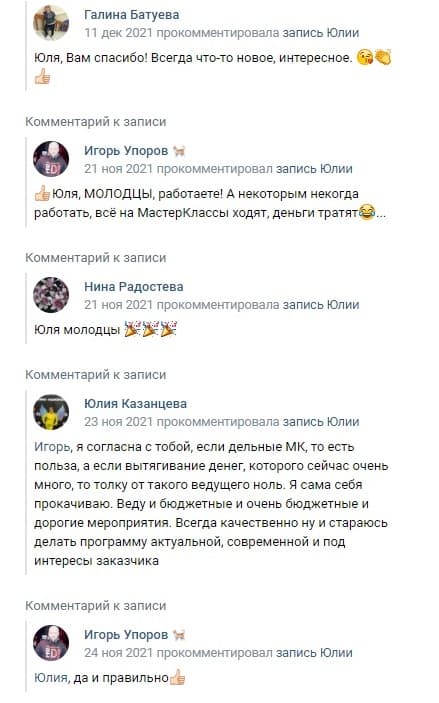 Галина Батуева
11 дек 2021 прокомментировала запись Юлии
Юля, Вам спасибо! Всегда что-то новое, интересное. 😘👏
👍
Комментарий к записи
Игорь Упоров 🐈
21 ноя 2021 прокомментировала запись Юлии
👍Юля, МОЛОДЦЫ, работаете! А некоторым некогда
работать, всё на МастерКлассы ходят, деньги тратят😂...
Комментарий к записи
Нина Радостева
21 ноя 2021 прокомментировала запись Юлии
Юля молодцы 🎉🎉🎉
Комментарий к записи
Юлия Казанцева
23 ноя 2021 прокомментировала запись Юлии
Игорь, я согласна с тобой, если дельные МК, то есть
польза, а если вытягивание денег, которого сейчас очень
много, то толку от такого ведущего ноль. Я сама себя
прокачиваю. Веду и бюджетные и очень бюджетные и
дорогие мероприятия. Всегда качественно ну и стараюсь
делать программу актуальной, современной и под
интересы заказчика
Комментарий к записи
Игорь Упоров 🐈
24 ноя 2021 прокомментировала запись Юлии
Юлия, да и правильно👍